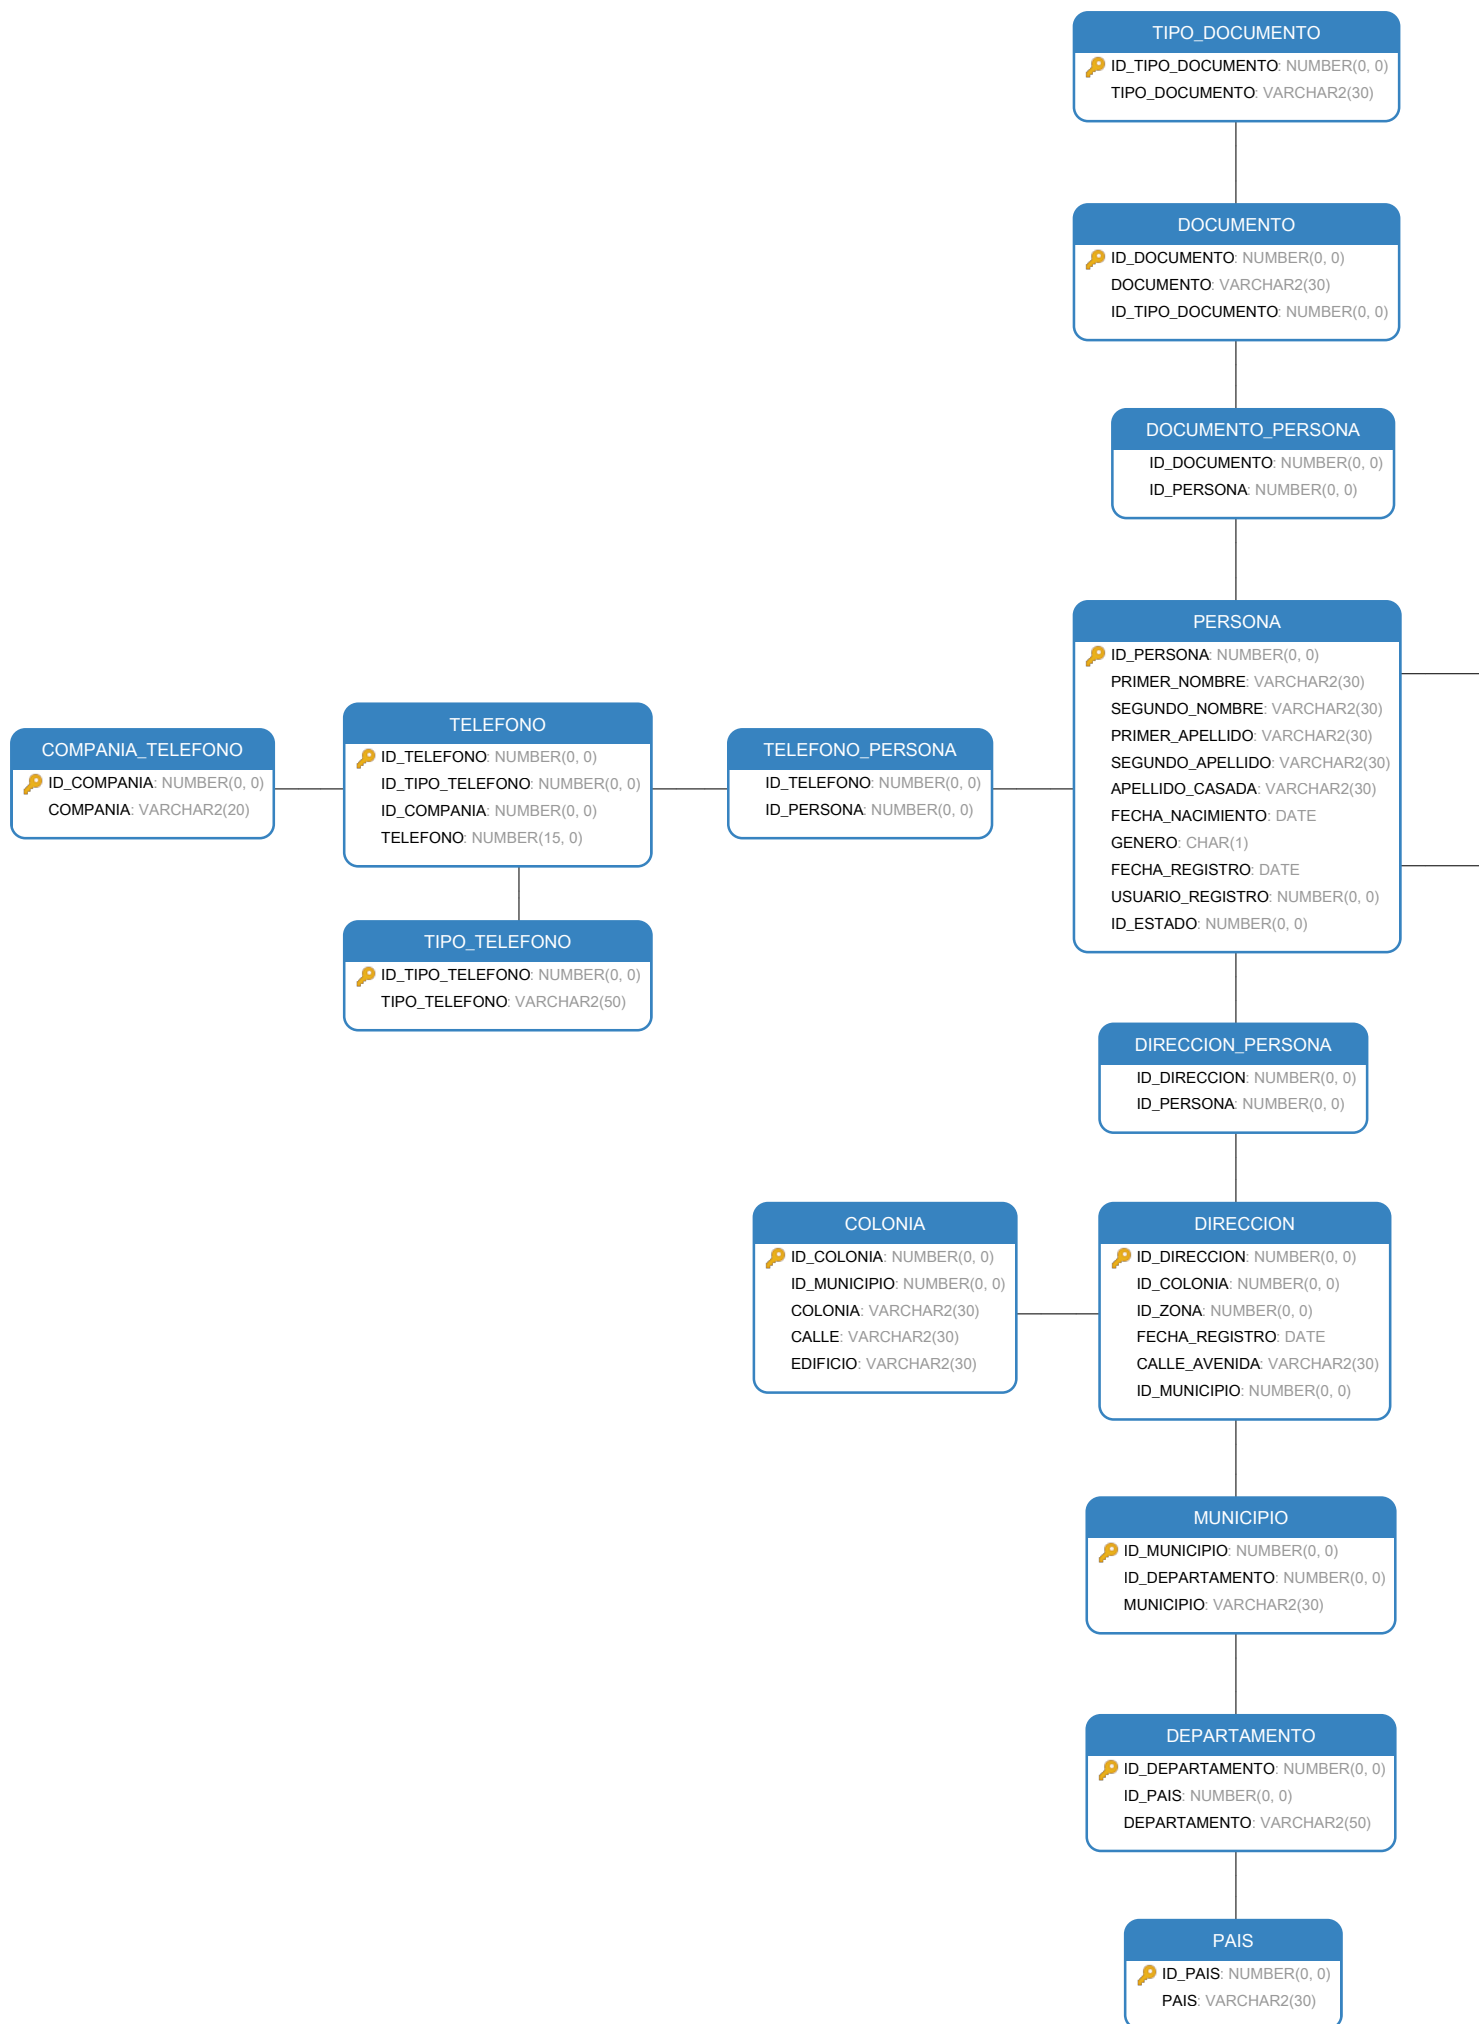 TIPO_DOCUMENTO
ID_TIPO_DOCUMENTO: NUMBER(0, 0)
TIPO_DOCUMENTO: VARCHAR2(30)
DOCUMENTO
ID_DOCUMENTO: NUMBER(0, 0)
DOCUMENTO: VARCHAR2(30)
ID_TIPO_DOCUMENTO: NUMBER(0, 0)
DOCUMENTO_PERSONA
ID_DOCUMENTO: NUMBER(0, 0)
ID_PERSONA: NUMBER(0, 0)
PERSONA
ID_PERSONA: NUMBER(0, 0)
PRIMER_NOMBRE: VARCHAR2(30)
SEGUNDO_NOMBRE: VARCHAR2(30)
PRIMER_APELLIDO: VARCHAR2(30)
SEGUNDO_APELLIDO: VARCHAR2(30)
APELLIDO_CASADA: VARCHAR2(30)
FECHA_NACIMIENTO: DATE
GENERO: CHAR(1)
FECHA_REGISTRO: DATE
USUARIO_REGISTRO: NUMBER(0, 0)
ID_ESTADO: NUMBER(0, 0)
COMPANIA_TELEFONO
ID_COMPANIA: NUMBER(0, 0)
COMPANIA: VARCHAR2(20)
TELEFONO
ID_TELEFONO: NUMBER(0, 0)
ID_TIPO_TELEFONO: NUMBER(0, 0)
ID_COMPANIA: NUMBER(0, 0)
TELEFONO: NUMBER(15, 0)
TELEFONO_PERSONA
ID_TELEFONO: NUMBER(0, 0)
ID_PERSONA: NUMBER(0, 0)
TIPO_TELEFONO
ID_TIPO_TELEFONO: NUMBER(0, 0)
TIPO_TELEFONO: VARCHAR2(50)
DIRECCION_PERSONA
ID_DIRECCION: NUMBER(0, 0)
ID_PERSONA: NUMBER(0, 0)
COLONIA
ID_COLONIA: NUMBER(0, 0)
ID_MUNICIPIO: NUMBER(0, 0)
COLONIA: VARCHAR2(30)
CALLE: VARCHAR2(30)
EDIFICIO: VARCHAR2(30)
DIRECCION
ID_DIRECCION: NUMBER(0, 0)
ID_COLONIA: NUMBER(0, 0)
ID_ZONA: NUMBER(0, 0)
FECHA_REGISTRO: DATE
CALLE_AVENIDA: VARCHAR2(30)
ID_MUNICIPIO: NUMBER(0, 0)
MUNICIPIO
ID_MUNICIPIO: NUMBER(0, 0)
ID_DEPARTAMENTO: NUMBER(0, 0)
MUNICIPIO: VARCHAR2(30)
DEPARTAMENTO
ID_DEPARTAMENTO: NUMBER(0, 0)
ID_PAIS: NUMBER(0, 0)
DEPARTAMENTO: VARCHAR2(50)
PAIS
ID_PAIS: NUMBER(0, 0)
PAIS: VARCHAR2(30)